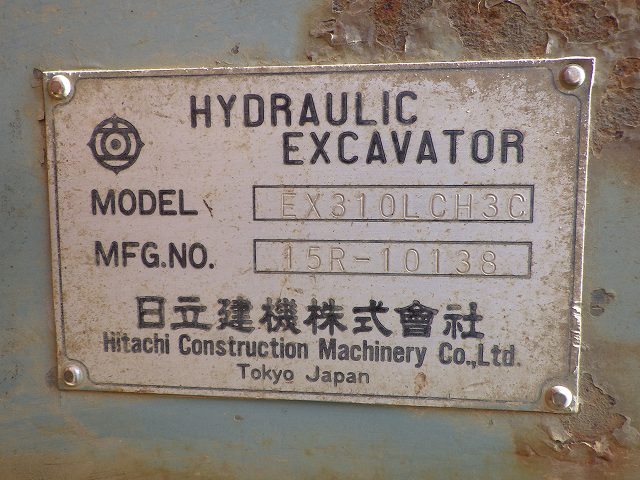 HYDRAULIC
EXCAVATOR
MODEL EX310LCH3C
MFG.NO. 15R-10138
日立建機株式會社
Hitachi Construction Machinery Co.,Ltd.
Tokyo Japan